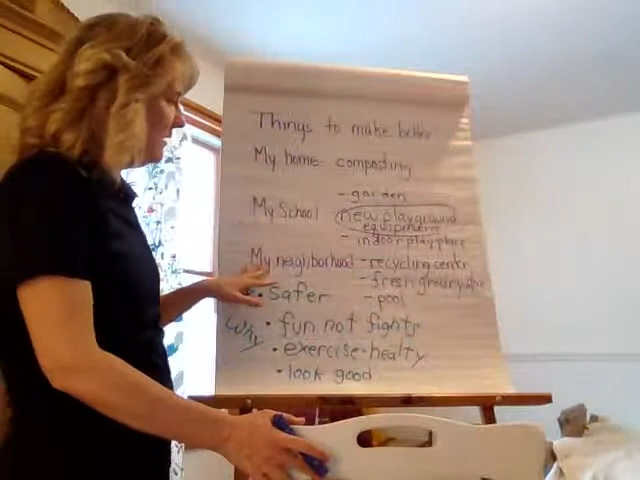 Things to make better
My home- composting
- garden
My School new playground
equipment
- indoor play place
My neighborhood - recycling centr
- fresh grocery store
- pool
• safer
Why • fun not fights
• exercise-healty
• look good